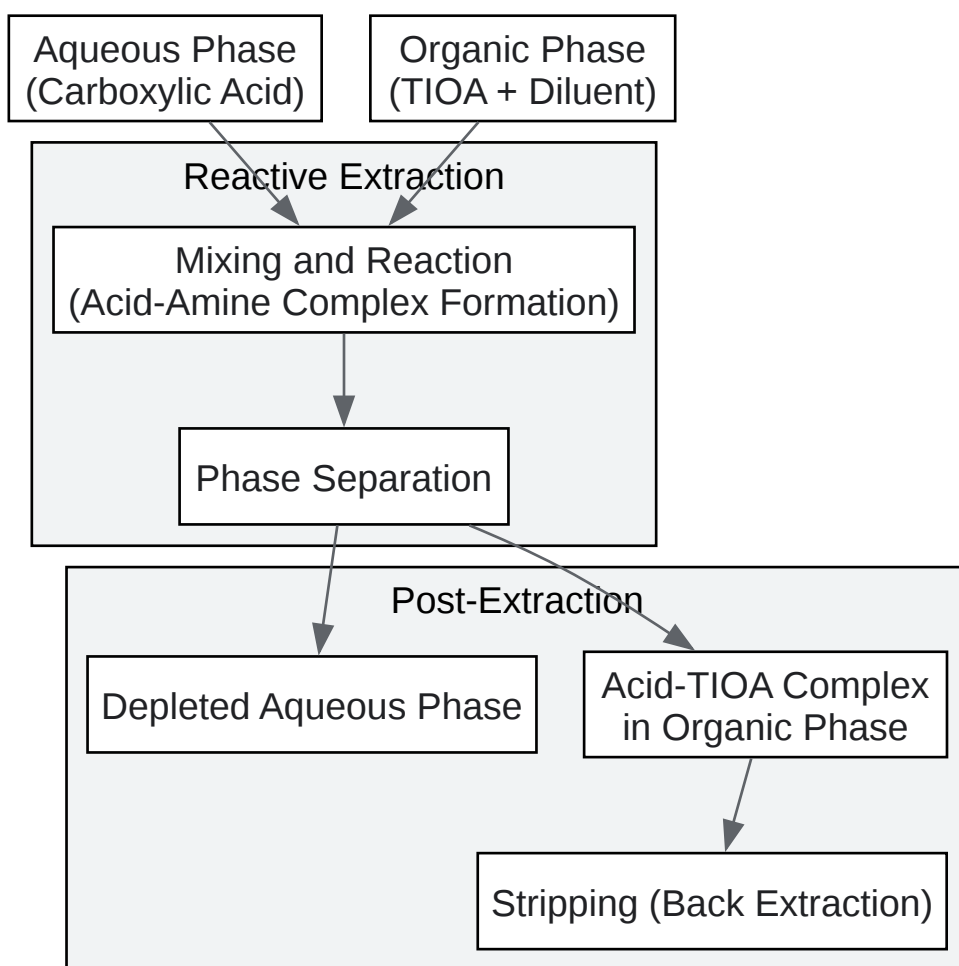 Aqueous Phase
(Carboxylic Acid)
Organic Phase
(TIOA + Diluent)
Reactive Extraction
Mixing and Reaction
(Acid-Amine Complex Formation)
Phase Separation
Post-Extraction
Depleted Aqueous Phase
Acid-TIOA Complex
in Organic Phase
Stripping (Back Extraction)